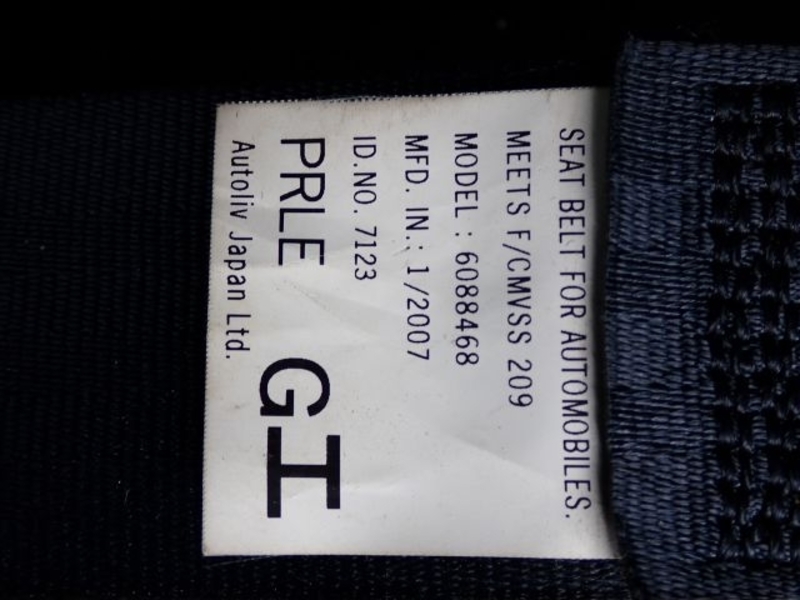 SEAT BELT FOR AUTOMOBILES.
MEETS F/CMVSS 209
MODEL : 6088468
MFD. IN.: 1/2007
ID.NO. 7123
PRLE GI
Autoliv Japan Ltd.